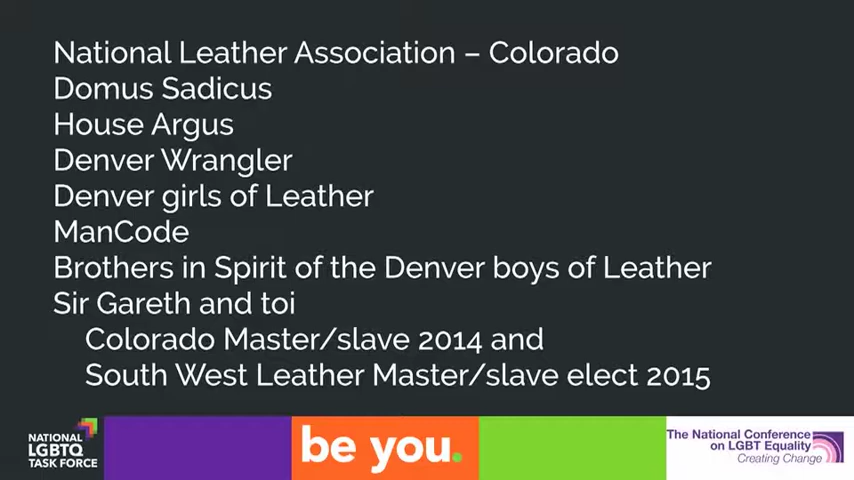 National Leather Association – Colorado
Domus Sadicus
House Argus
Denver Wrangler
Denver girls of Leather
ManCode
Brothers in Spirit of the Denver boys of Leather
Sir Gareth and toi
Colorado Master/slave 2014 and
South West Leather Master/slave elect 2015
NATIONAL
LGBTQ
TASK FORCE
be you.
The National Conference
on LGBT Equality
Creating Change